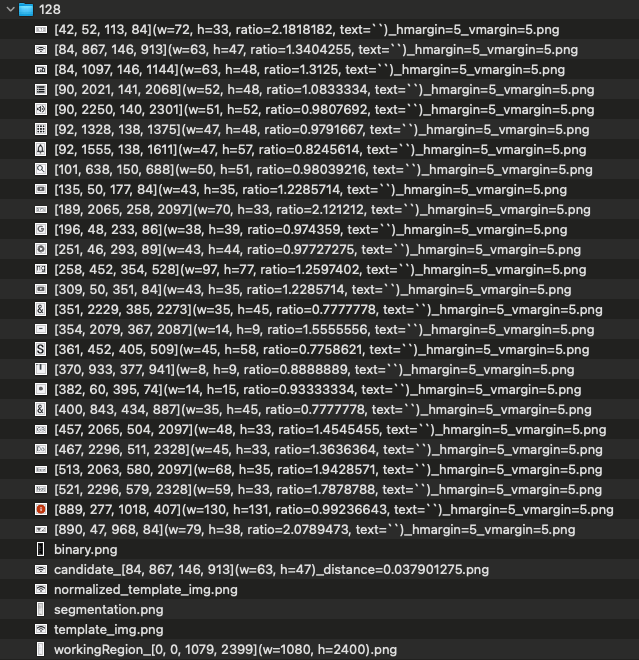 128
[42, 52, 113, 84](w=72, h=33, ratio=2.1818182, text=``)_hmargin=5_vmargin=5.png
[84, 867, 146, 913](w=63, h=47, ratio=1.3404255, text=``)_hmargin=5_vmargin=5.png
[84, 1097, 146, 1144](w=63, h=48, ratio=1.3125, text=``)_hmargin=5_vmargin=5.png
[90, 2021, 141, 2068](w=52, h=48, ratio=1.0833334, text=``)_hmargin=5_vmargin=5.png
[90, 2250, 140, 2301](w=51, h=52, ratio=0.9807692, text=``)_hmargin=5_vmargin=5.png
[92, 1328, 138, 1375](w=47, h=48, ratio=0.9791667, text=``)_hmargin=5_vmargin=5.png
[92, 1555, 138, 1611](w=47, h=57, ratio=0.8245614, text=``)_hmargin=5_vmargin=5.png
[101, 638, 150, 688](w=50, h=51, ratio=0.98039216, text=``)_hmargin=5_vmargin=5.png
[135, 50, 177, 84](w=43, h=35, ratio=1.2285714, text=``)_hmargin=5_vmargin=5.png
[189, 2065, 258, 2097](w=70, h=33, ratio=2.121212, text=``)_hmargin=5_vmargin=5.png
[196, 48, 233, 86](w=38, h=39, ratio=0.974359, text=``)_hmargin=5_vmargin=5.png
[251, 46, 293, 89](w=43, h=44, ratio=0.97727275, text=``)_hmargin=5_vmargin=5.png
[258, 452, 354, 528](w=97, h=77, ratio=1.2597402, text=``)_hmargin=5_vmargin=5.png
[309, 50, 351, 84](w=43, h=35, ratio=1.2285714, text=``)_hmargin=5_vmargin=5.png
[351, 2229, 385, 2273](w=35, h=45, ratio=0.7777778, text=``)_hmargin=5_vmargin=5.png
[354, 2079, 367, 2087](w=14, h=9, ratio=1.5555556, text=``)_hmargin=5_vmargin=5.png
[361, 452, 405, 509](w=45, h=58, ratio=0.7758621, text=``)_hmargin=5_vmargin=5.png
[370, 933, 377, 941](w=8, h=9, ratio=0.8888889, text=``)_hmargin=5_vmargin=5.png
[382, 60, 395, 74](w=14, h=15, ratio=0.93333334, text=``)_hmargin=5_vmargin=5.png
[400, 843, 434, 887](w=35, h=45, ratio=0.7777778, text=``)_hmargin=5_vmargin=5.png
[457, 2065, 504, 2097](w=48, h=33, ratio=1.4545455, text=``)_hmargin=5_vmargin=5.png
[467, 2296, 511, 2328](w=45, h=33, ratio=1.3636364, text=``)_hmargin=5_vmargin=5.png
[513, 2063, 580, 2097](w=68, h=35, ratio=1.9428571, text=``)_hmargin=5_vmargin=5.png
[521, 2296, 579, 2328](w=59, h=33, ratio=1.7878788, text=``)_hmargin=5_vmargin=5.png
[889, 277, 1018, 407](w=130, h=131, ratio=0.99236643, text=``)_hmargin=5_vmargin=5.png
[890, 47, 968, 84](w=79, h=38, ratio=2.0789473, text=``)_hmargin=5_vmargin=5.png
binary.png
candidate_[84, 867, 146, 913](w=63, h=47)_distance=0.037901275.png
normalized_template_img.png
segmentation.png
template_img.png
workingRegion_[0, 0, 1079, 2399](w=1080, h=2400).png